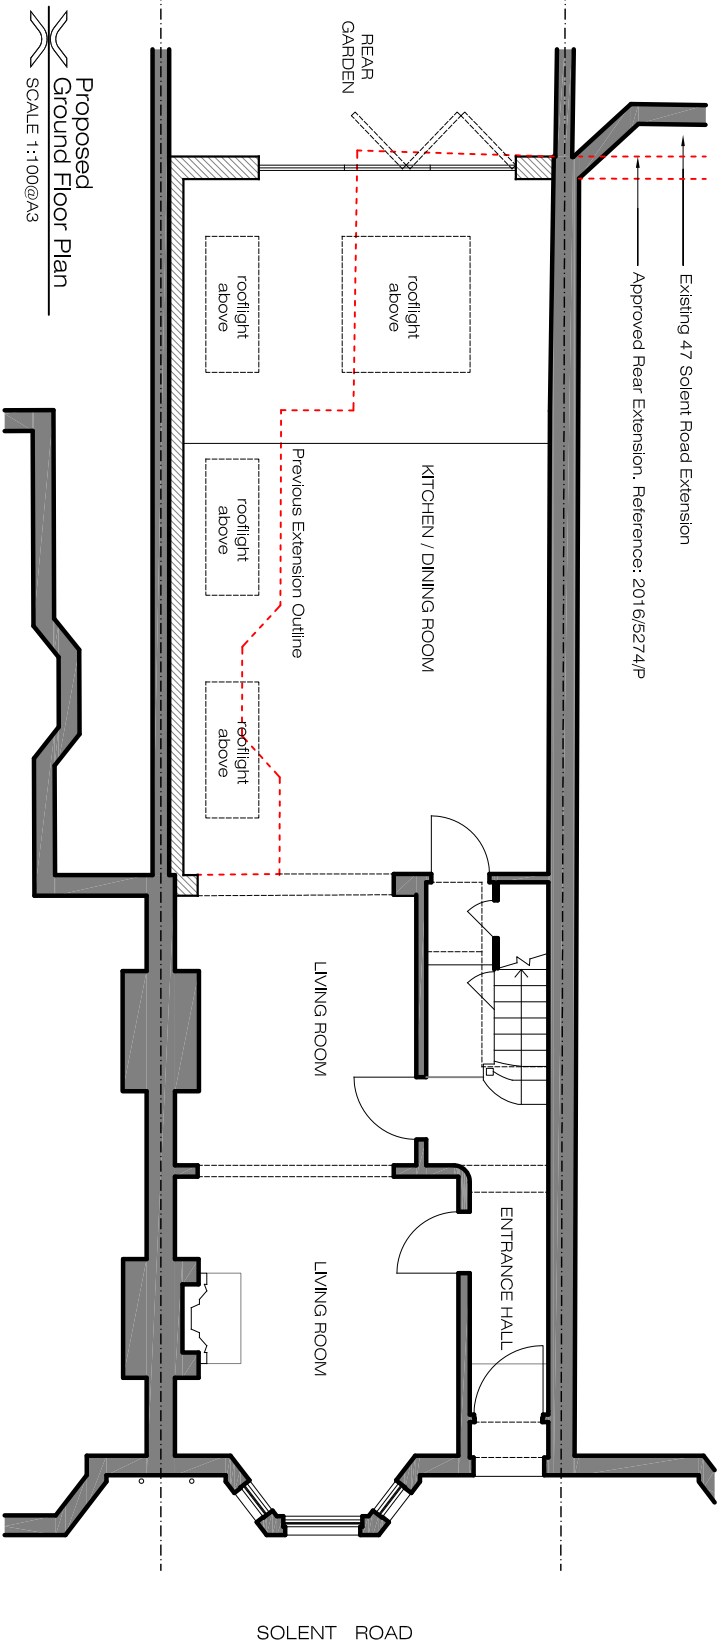 Existing 47 Solent Road Extension
Approved Rear Extension. Reference: 2016/5274/P
REAR
GARDEN
rooflight
above
rooflight
above
KITCHEN / DINING ROOM
Previous Extension Outline
rooflight
above
rooflight
above
LIVING ROOM
ENTRANCE HALL
LIVING ROOM
Proposed
Ground Floor Plan
SCALE 1:100@A3
SOLENT ROAD